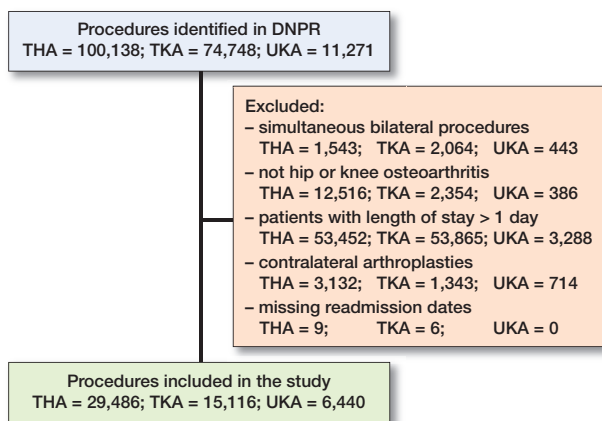 Procedures identified in DNPR
THA = 100,138; TKA = 74,748; UKA = 11,271
Excluded:
– simultaneous bilateral procedures
THA = 1,543; TKA = 2,064; UKA = 443
– not hip or knee osteoarthritis
THA = 12,516; TKA = 2,354; UKA = 386
– patients with length of stay > 1 day
THA = 53,452; TKA = 53,865; UKA = 3,288
– contralateral arthroplasties
THA = 3,132; TKA = 1,343; UKA = 714
– missing readmission dates
THA = 9; TKA = 6; UKA = 0
Procedures included in the study
THA = 29,486; TKA = 15,116; UKA = 6,440